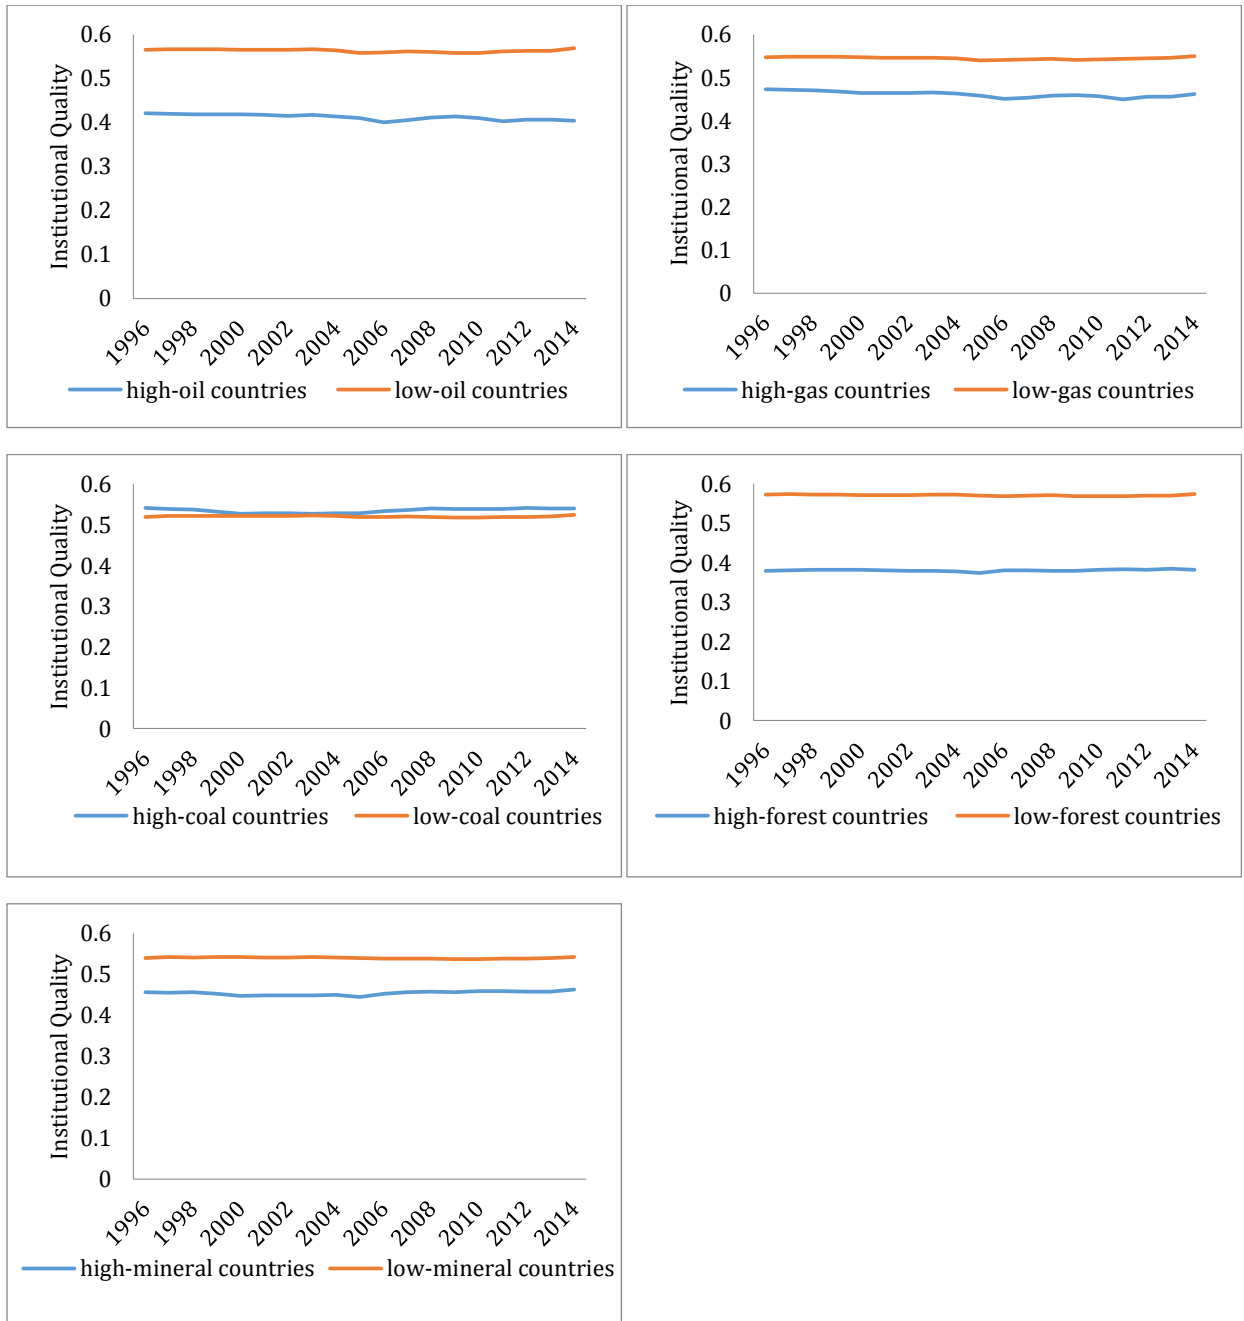 Institutional Quality
0.6
0.5
0.4
0.3
0.2
0.1
0
1996 1998 2000 2002 2004 2006 2008 2010 2012 2014
high-oil countries low-oil countries
Instituional Quality
0.6
0.5
0.4
0.3
0.2
0.1
0
1996 1998 2000 2002 2004 2006 2008 2010 2012 2014
high-gas countries low-gas countries
Institutional Quality
0.6
0.5
0.4
0.3
0.2
0.1
0
1996 1998 2000 2002 2004 2006 2008 2010 2012 2014
high-coal countries low-coal countries
Institutional Quality
0.6
0.5
0.4
0.3
0.2
0.1
0
1996 1998 2000 2002 2004 2006 2008 2010 2012 2014
high-forest countries low-forest countries
Institutional Quality
0.6
0.5
0.4
0.3
0.2
0.1
0
1996 1998 2000 2002 2004 2006 2008 2010 2012 2014
high-mineral countries low-mineral countries